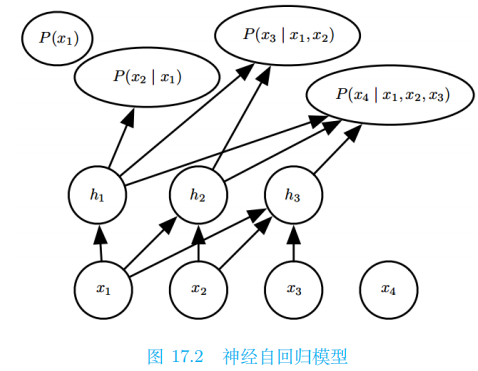 P(x₁)
P(x₃ | x₁, x₂)
P(x₂ | x₁)
P(x₄ | x₁, x₂, x₃)
h₁
h₂
h₃
x₁
x₂
x₃
x₄
图 17.2 神经自回归模型